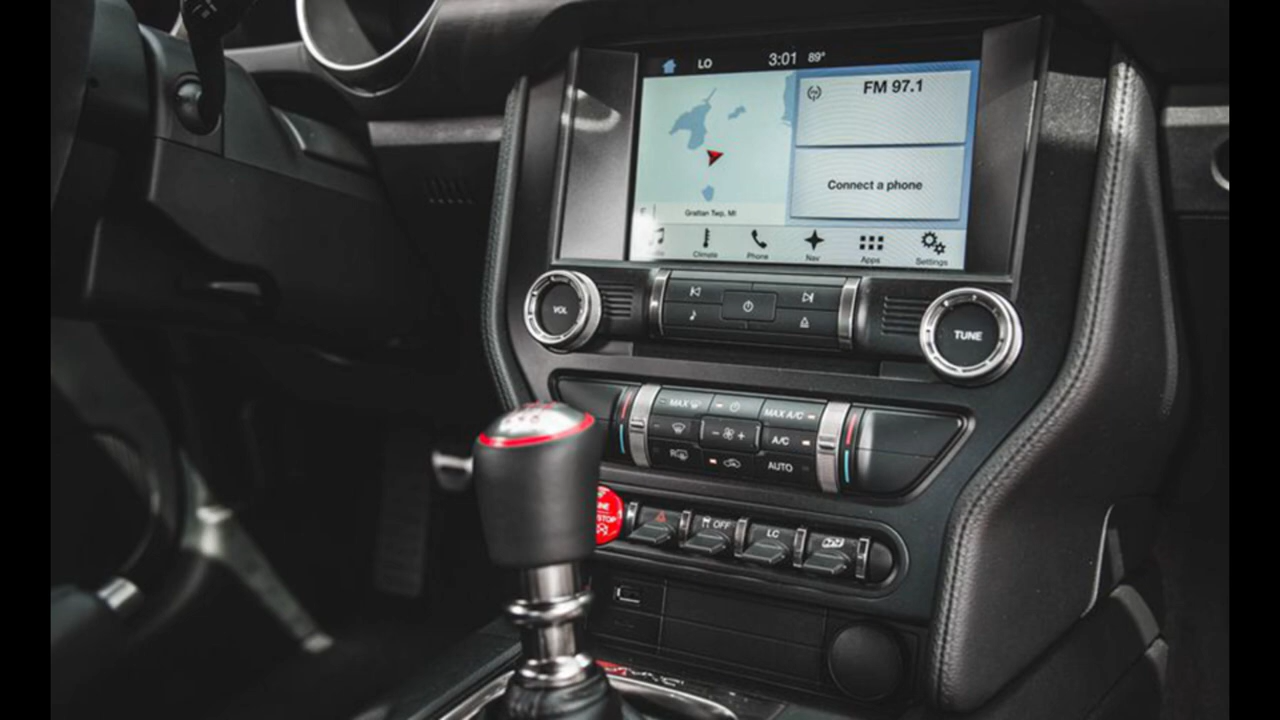 LO 3:01 89°
FM 97.1
Connect a phone
Grattan Twp, MI
Climate Phone Nav Apps Settings
VOL
TUNE
MAX
MAX A/C
A/C
R
AUTO
STOP
OFF
LC